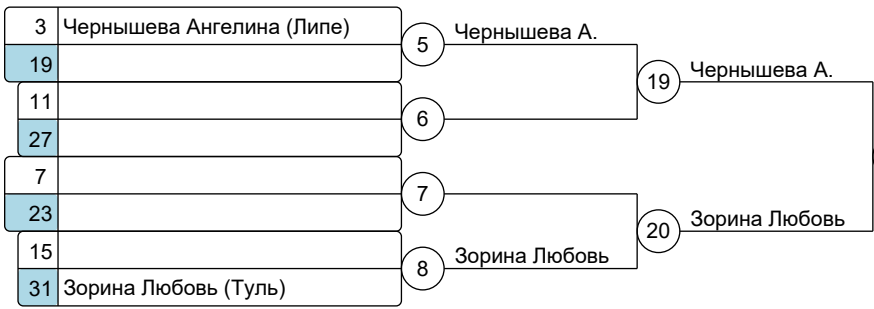 3 Чернышева Ангелина (Липе)
19
11
27
7
23
15
31 Зорина Любовь (Туль)
5 Чернышева А.
6
7
8 Зорина Любовь
19 Чернышева А.
20 Зорина Любовь